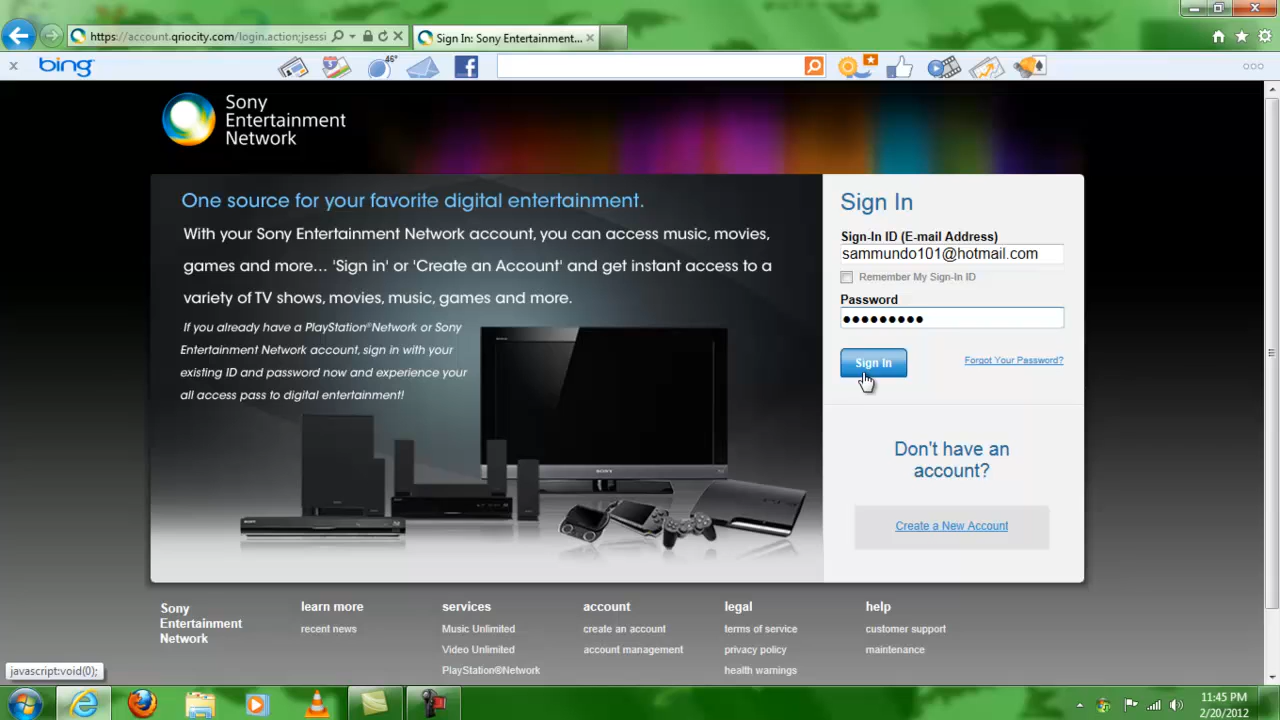 https://account.qriocity.com/login.action;jsessi
Sign In: Sony Entertainment...
bing
46°
Sony
Entertainment
Network
One source for your favorite digital entertainment.
With your Sony Entertainment Network account, you can access music, movies,
games and more... 'Sign in' or 'Create an Account' and get instant access to a
variety of TV shows, movies, music, games and more.
If you already have a PlayStation®Network or Sony
Entertainment Network account, sign in with your
existing ID and password now and experience your
all access pass to digital entertainment!
SONY
Sign In
Sign-In ID (E-mail Address)
sammundo101@hotmail.com
Remember My Sign-In ID
Password
Sign In
Forgot Your Password?
Don't have an
account?
Create a New Account
Sony
Entertainment
Network
learn more
recent news
services
Music Unlimited
Video Unlimited
PlayStation®Network
account
create an account
account management
legal
terms of service
privacy policy
health warnings
help
customer support
maintenance
javascript:void(0);
11:45 PM
2/20/2012